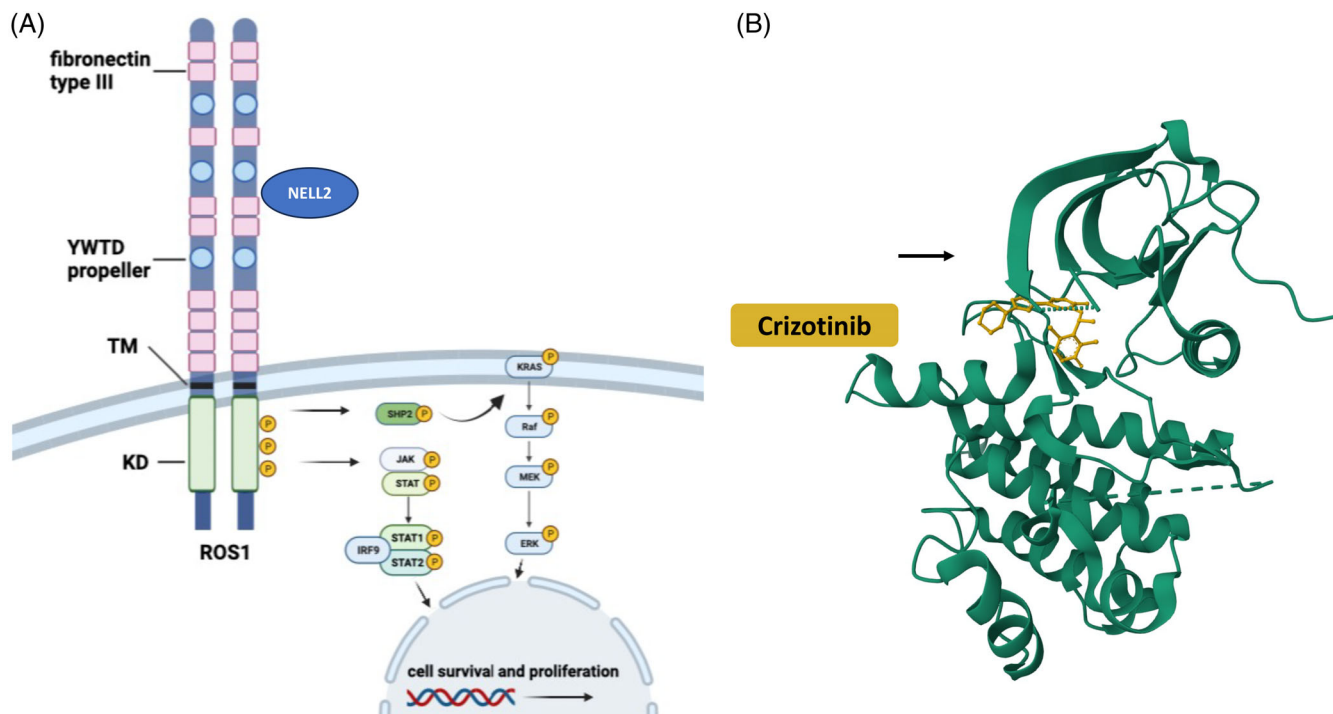 (A)
fibronectin
type III
NELL2
YWTD
propeller
TM
KD
ROS1
P
P
P
SHP2 P
JAK P
STAT P
IRF9
STAT1 P
STAT2 P
KRAS P
Raf P
MEK P
ERK P
cell survival and proliferation
(B)
Crizotinib